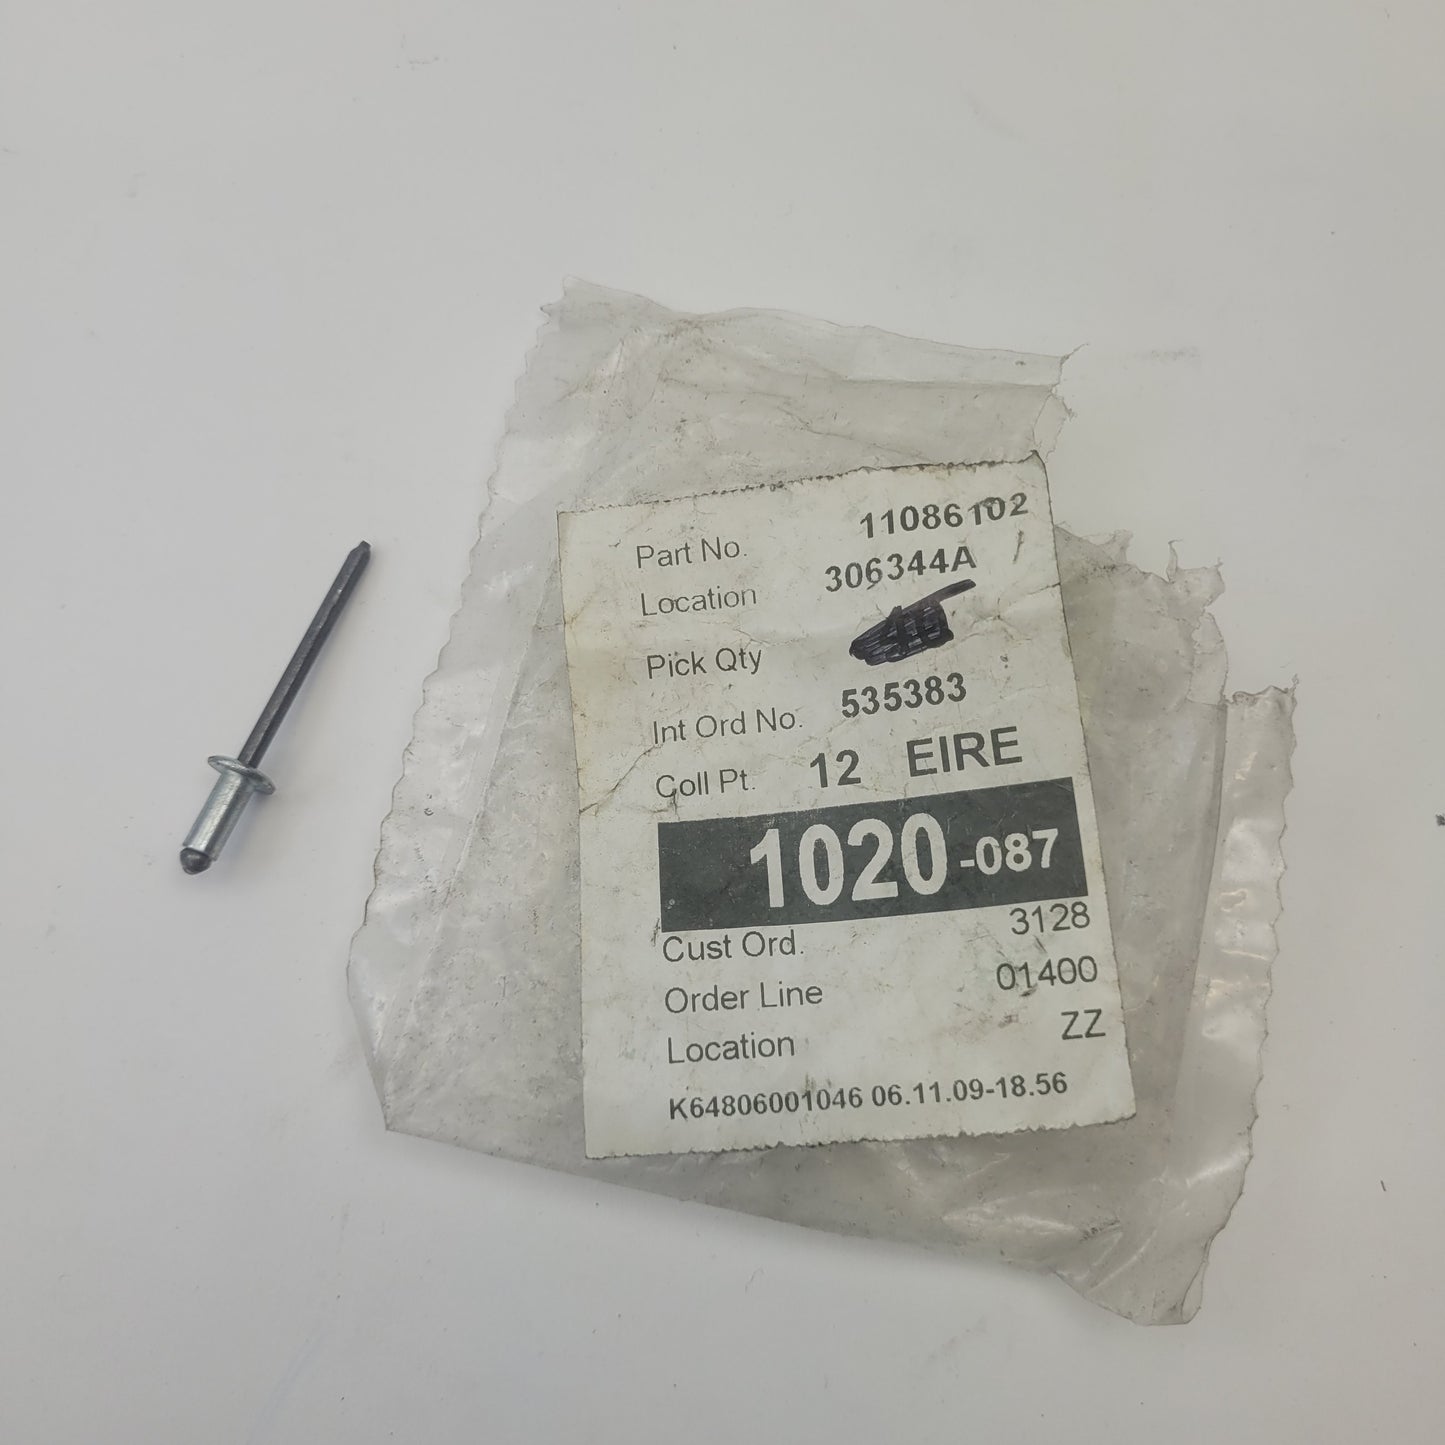 Part No. 11086102
Location 306344A
Pick Qty
Int Ord No. 535383
Coll Pt. 12 EIRE
1020-087
Cust Ord. 3128
Order Line 01400
Location ZZ
K64806001046 06.11.09-18.56